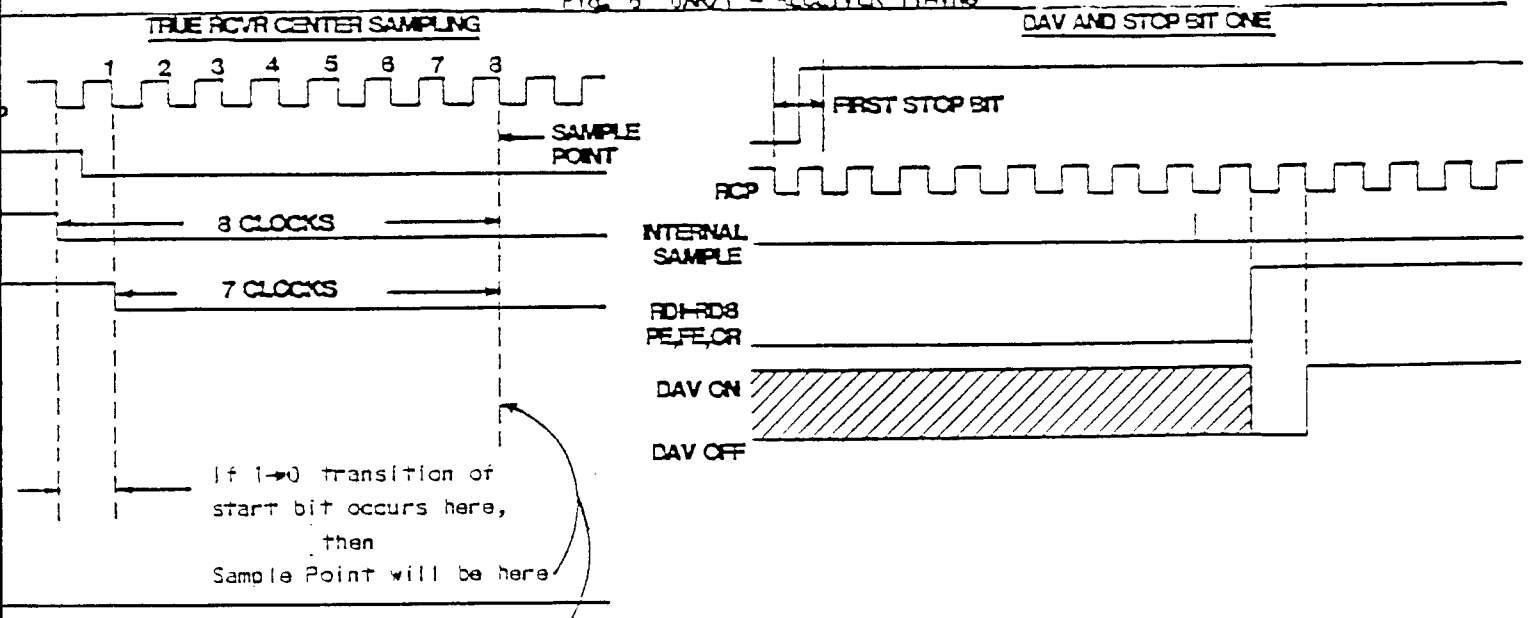 TRUE RCVR CENTER SAMPLING
1 2 3 4 5 6 7 8
SAMPLE
POINT
8 CLOCKS
7 CLOCKS
If 1→0 transition of
start bit occurs here,
then
Sample Point will be here
DAV AND STOP BIT ONE
FIRST STOP BIT
RCP
INTERNAL
SAMPLE
RD1-RD8
PE,FE,OR
DAV ON
DAV OFF